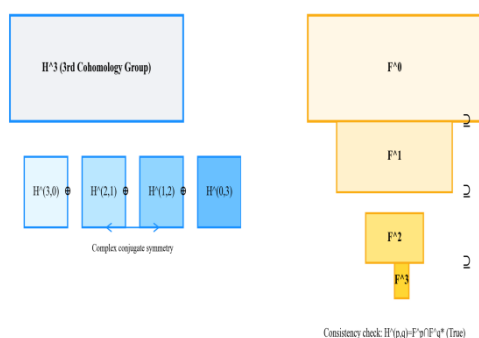 H^3 (3rd Cohomology Group)
H^(3,0) ⊕ H^(2,1) ⊕ H^(1,2) ⊕ H^(0,3)
Complex conjugate symmetry
F^0
⊇
F^1
⊇
F^2
⊇
F^3
Consistency check: H^(p,q)=F^p∩F^q* (True)